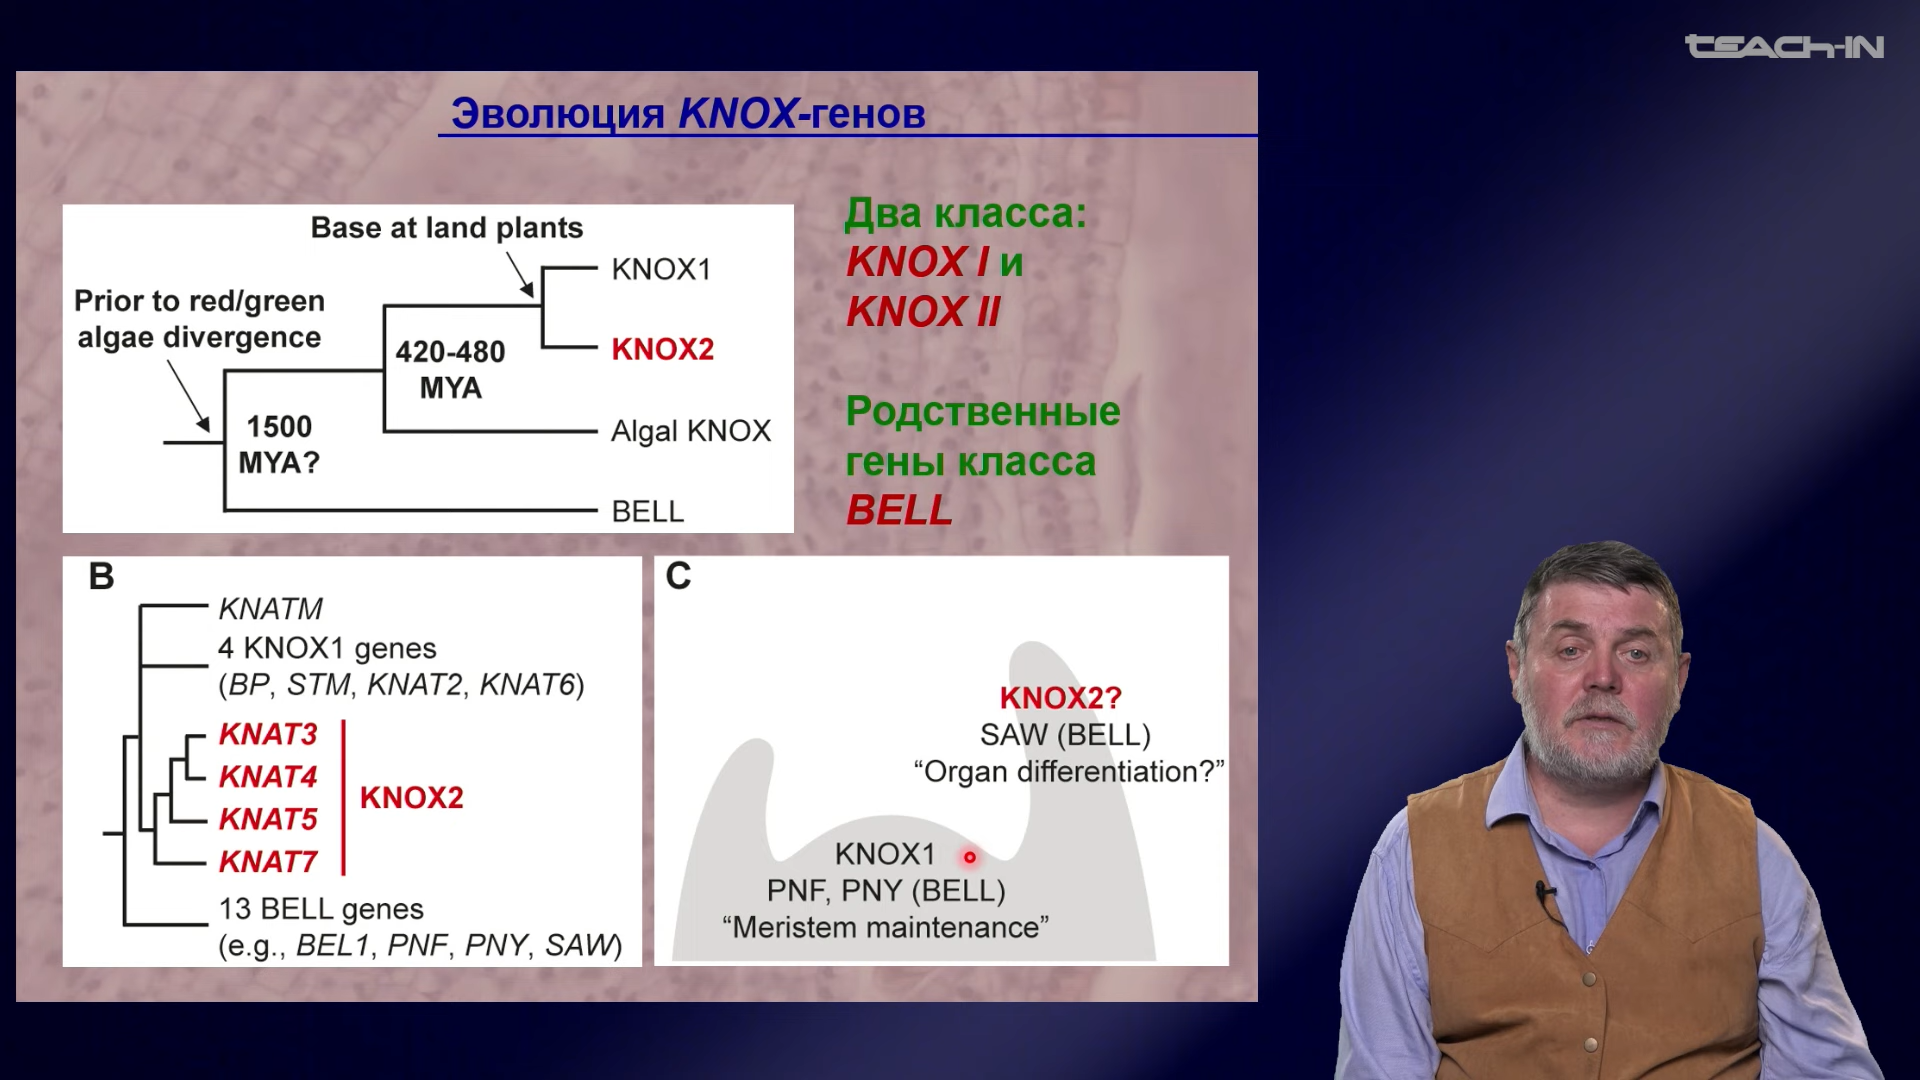 TEACH-IN
Эволюция KNOX-генов
Base at land plants
KNOX1
Prior to red/green
algae divergence
KNOX2
420-480
MYA
1500
MYA?
Algal KNOX
BELL
Два класса:
KNOX I и
KNOX II
Родственные
гены класса
BELL
B
KNATM
4 KNOX1 genes
(BP, STM, KNAT2, KNAT6)
KNAT3
KNAT4
KNAT5
KNAT7
KNOX2
13 BELL genes
(e.g., BEL1, PNF, PNY, SAW)
C
KNOX2?
SAW (BELL)
“Organ differentiation?”
KNOX1
PNF, PNY (BELL)
“Meristem maintenance”